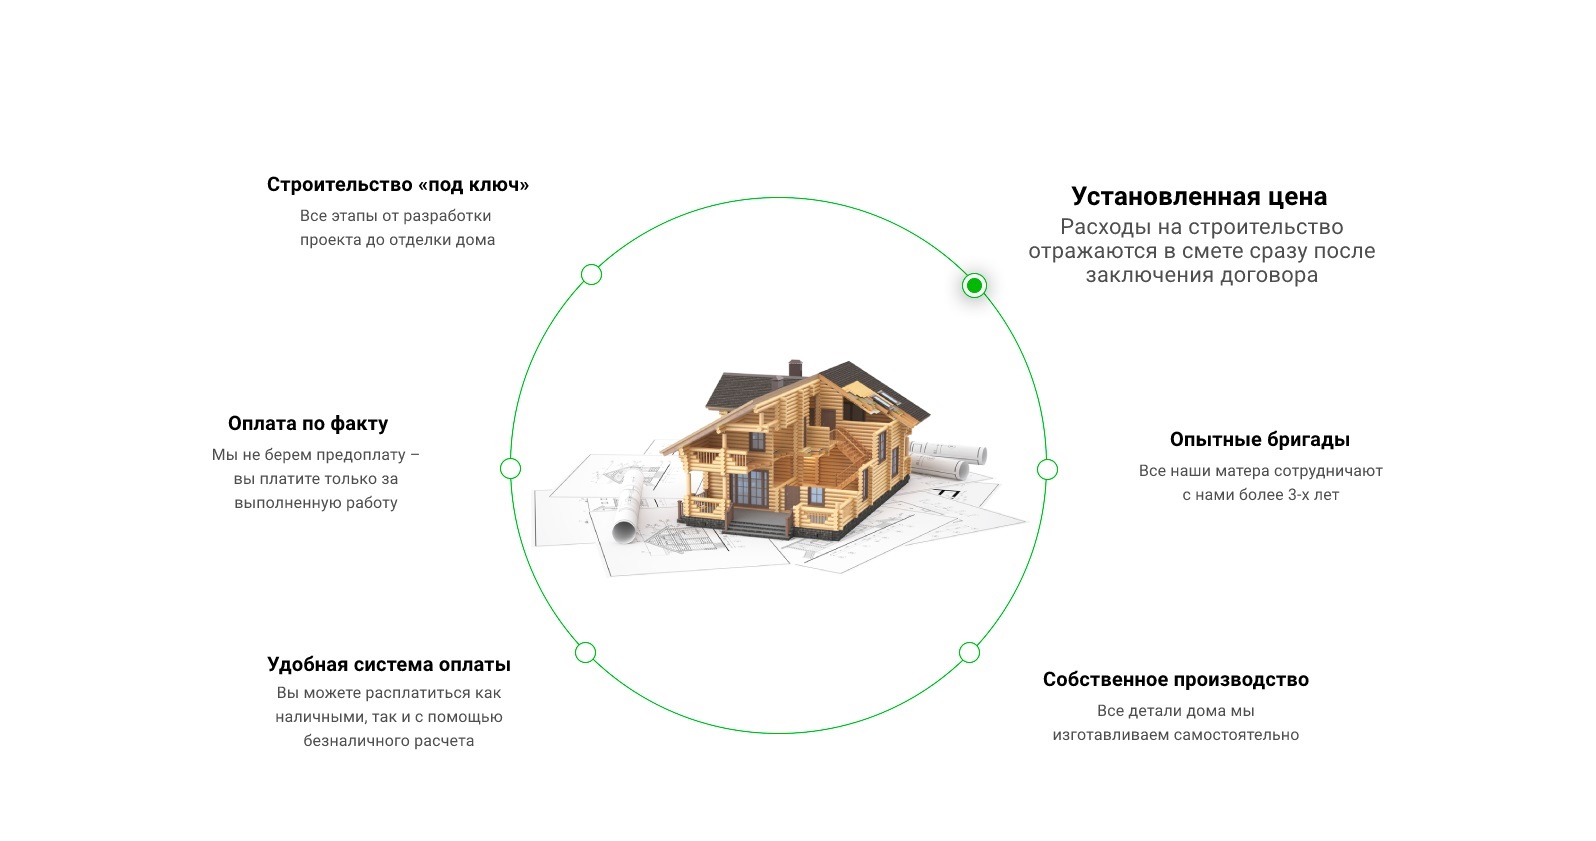 Строительство «под ключ»
Все этапы от разработки
проекта до отделки дома
Установленная цена
Расходы на строительство
отражаются в смете сразу после
заключения договора
Оплата по факту
Мы не берем предоплату –
вы платите только за
выполненную работу
Опытные бригады
Все наши матера сотрудничают
с нами более 3-х лет
Удобная система оплаты
Вы можете расплатиться как
наличными, так и с помощью
безналичного расчета
Собственное производство
Все детали дома мы
изготавливаем самостоятельно